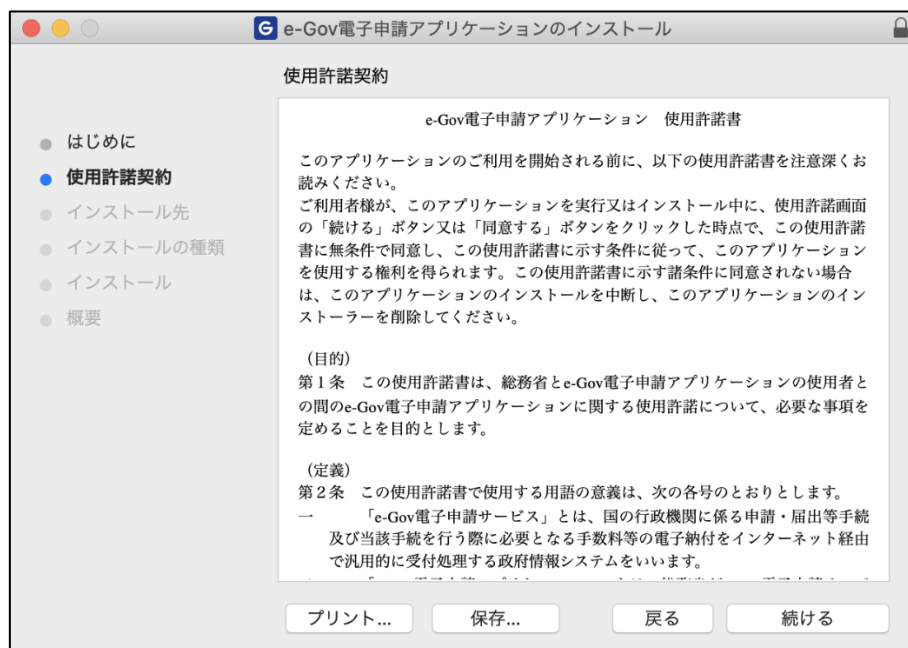 e-Gov電子申請アプリケーションのインストール
使用許諾契約
はじめに
使用許諾契約
インストール先
インストールの種類
インストール
概要
e-Gov電子申請アプリケーション　使用許諾書
このアプリケーションのご利用を開始される前に、以下の使用許諾書を注意深くお
読みください。
ご利用者様が、このアプリケーションを実行又はインストール中に、使用許諾画面
の「続ける」ボタン又は「同意する」ボタンをクリックした時点で、この使用許諾
書に無条件で同意し、この使用許諾書に示す条件に従って、このアプリケーション
を使用する権利を得られます。この使用許諾書に示す諸条件に同意されない場合
は、このアプリケーションのインストールを中断し、このアプリケーションのイン
ストーラーを削除してください。
（目的）
第１条　この使用許諾書は、総務省とe-Gov電子申請アプリケーションの使用者と
の間のe-Gov電子申請アプリケーションに関する使用許諾について、必要な事項を
定めることを目的とします。
（定義）
第２条　この使用許諾書で使用する用語の意義は、次の各号のとおりとします。
一　　「e-Gov電子申請サービス」とは、国の行政機関に係る申請・届出等手続
及び当該手続を行う際に必要となる手数料等の電子納付をインターネット経由
で汎用的に受付処理する政府情報システムをいいます。
プリント...
保存...
戻る
続ける